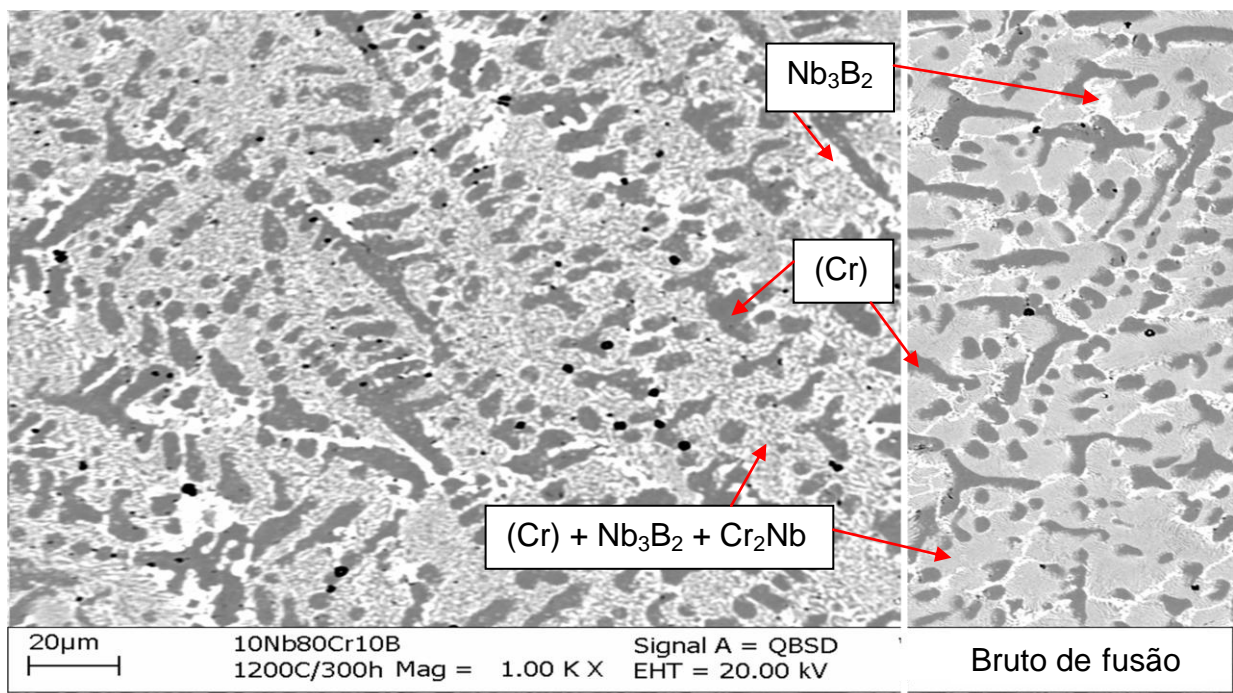 Nb₃B₂
(Cr)
(Cr) + Nb₃B₂ + Cr₂Nb
20µm
10Nb80Cr10B
Signal A = QBSD
1200C/300h Mag = 1.00 K X
EHT = 20.00 kV
Bruto de fusão